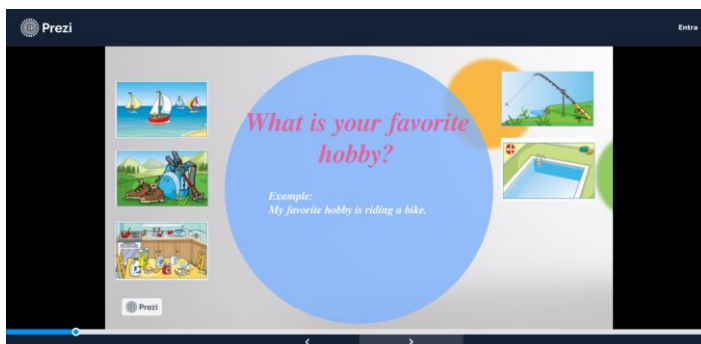 Prezi
Entra
What is your favorite
hobby?
Example:
My favorite hobby is riding a bike.
Prezi